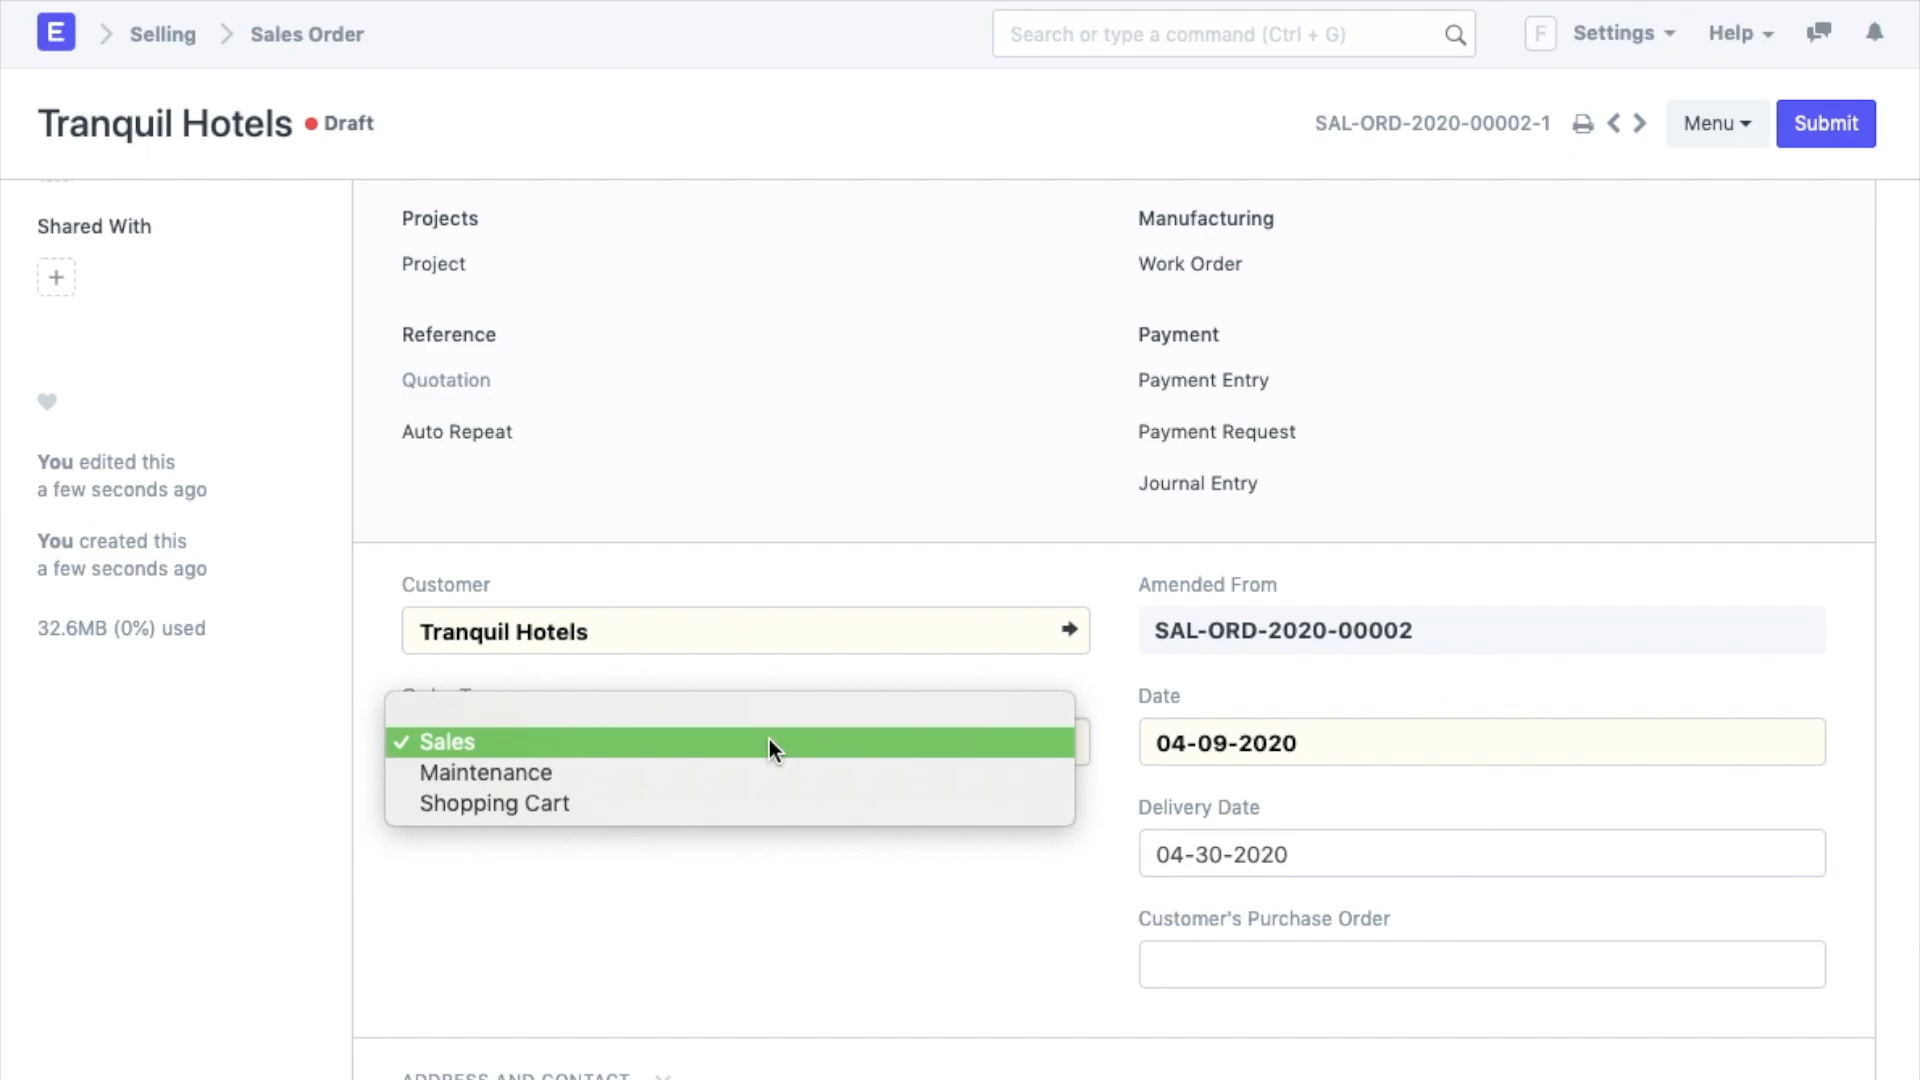 E
Selling
Sales Order
Search or type a command (Ctrl + G)
F
Settings
Help
Tranquil Hotels
Draft
SAL-ORD-2020-00002-1
Menu
Submit
Shared With
+
You edited this
a few seconds ago
You created this
a few seconds ago
32.6MB (0%) used
Projects
Project
Manufacturing
Work Order
Reference
Quotation
Auto Repeat
Payment
Payment Entry
Payment Request
Journal Entry
Customer
Tranquil Hotels
Sales
Maintenance
Shopping Cart
Amended From
SAL-ORD-2020-00002
Date
04-09-2020
Delivery Date
04-30-2020
Customer's Purchase Order
ADDRESS AND CONTACT